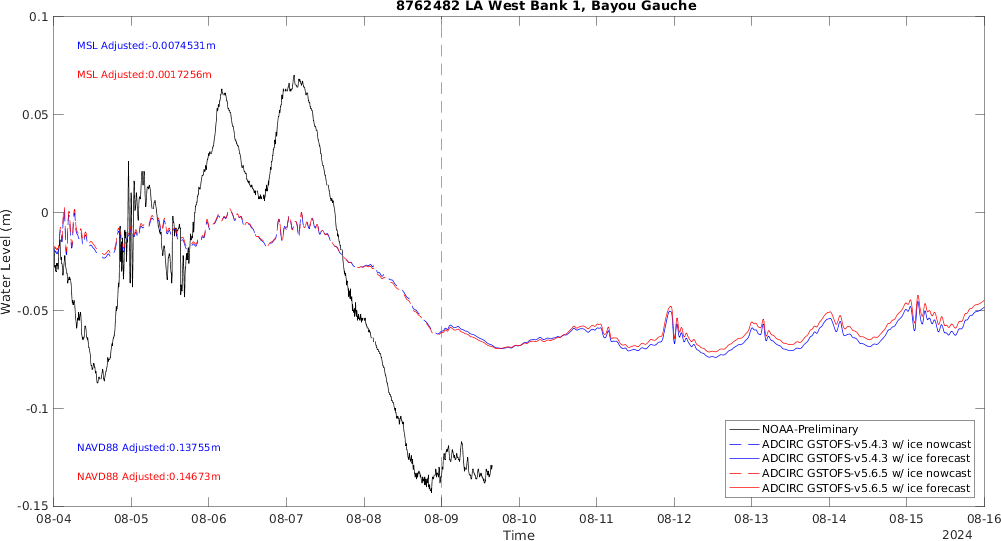 8762482 LA West Bank 1, Bayou Gauche
0.1
MSL Adjusted:-0.0074531m
MSL Adjusted:0.0017256m
0.05
0
Water Level (m)
-0.05
-0.1
NAVD88 Adjusted:0.13755m
NAVD88 Adjusted:0.14673m
NOAA-Preliminary
ADCIRC GSTOFS-v5.4.3 w/ ice nowcast
ADCIRC GSTOFS-v5.4.3 w/ ice forecast
ADCIRC GSTOFS-v5.6.5 w/ ice nowcast
ADCIRC GSTOFS-v5.6.5 w/ ice forecast
-0.15
08-04 08-05 08-06 08-07 08-08 08-09 08-10 08-11 08-12 08-13 08-14 08-15 08-16
Time
2024